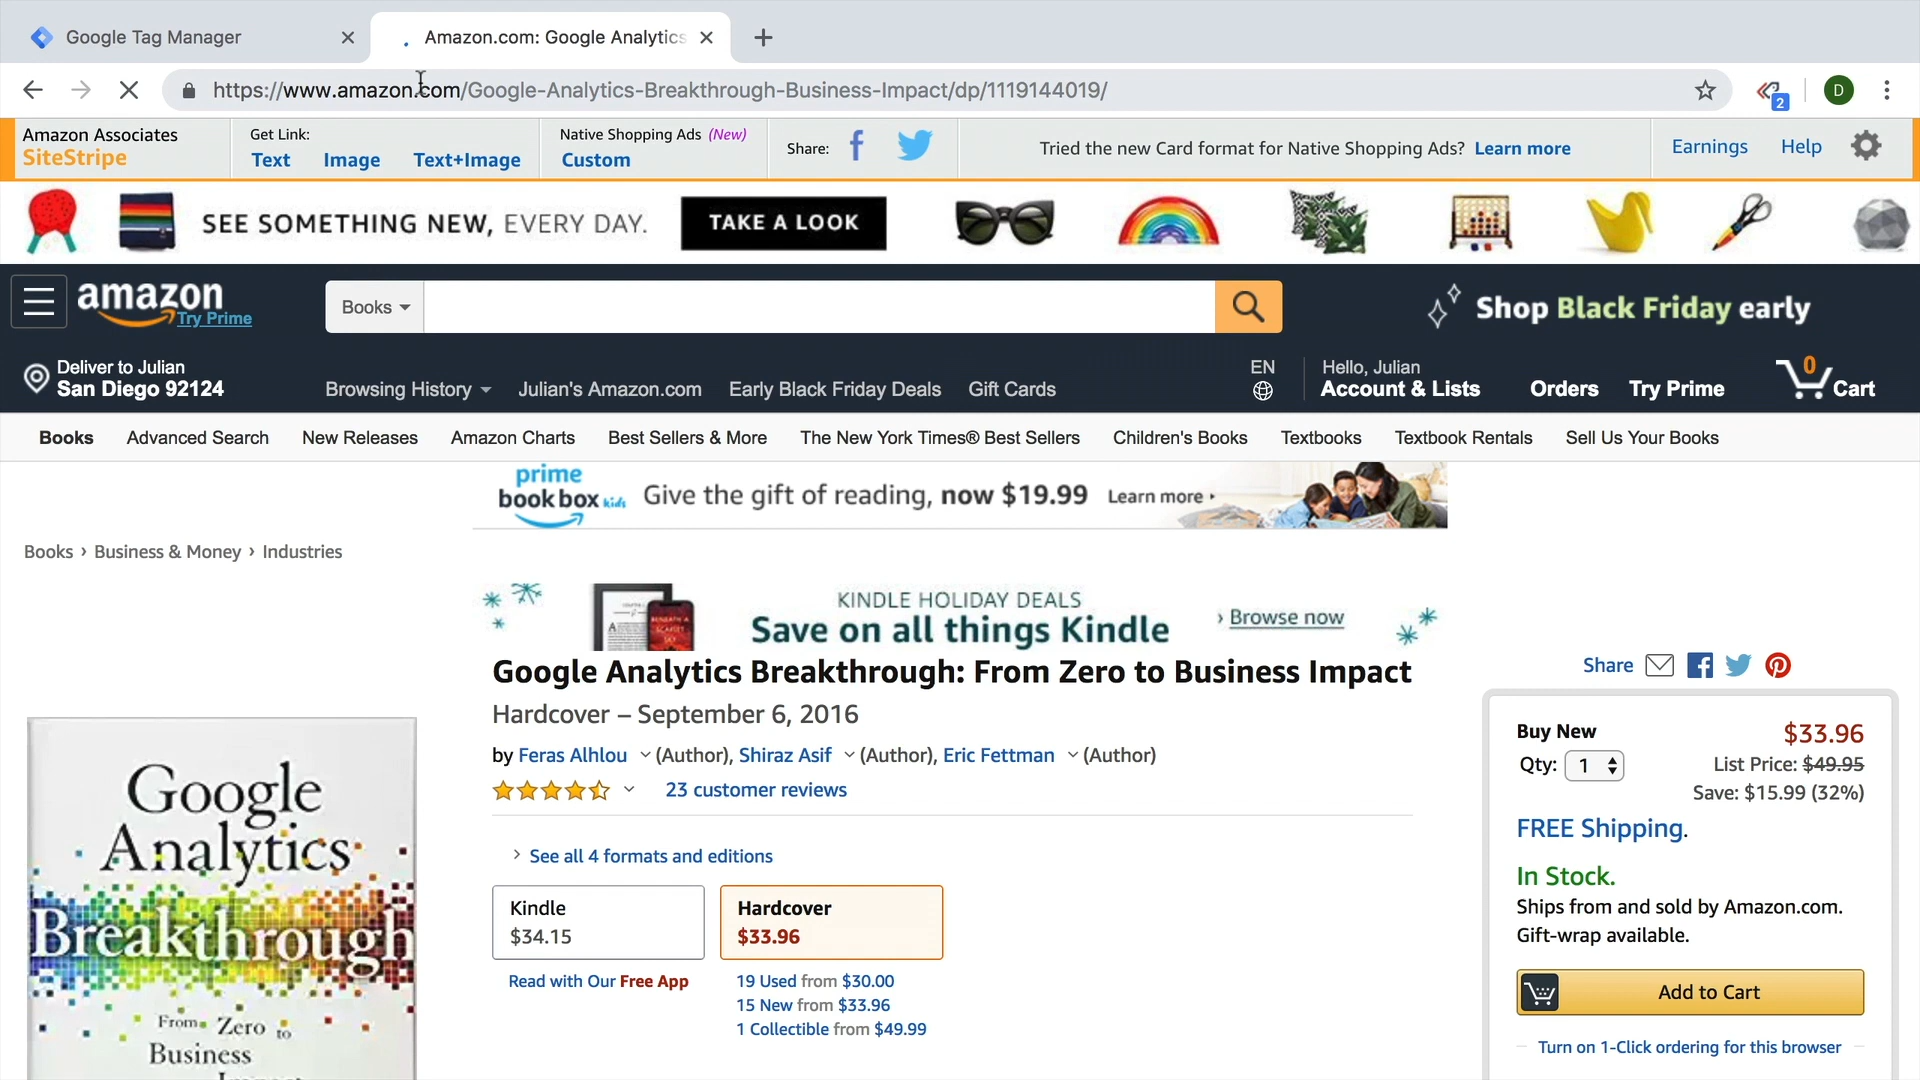 Google Tag Manager
Amazon.com: Google Analytics
https://www.amazon.com/Google-Analytics-Breakthrough-Business-Impact/dp/1119144019/
2
D
Amazon Associates
SiteStripe
Get Link:
Text Image Text+Image
Native Shopping Ads (New)
Custom
Share:
Tried the new Card format for Native Shopping Ads? Learn more
Earnings Help
SEE SOMETHING NEW, EVERY DAY.
TAKE A LOOK
amazon
Try Prime
Books
Shop Black Friday early
Deliver to Julian
San Diego 92124
Browsing History Julian's Amazon.com Early Black Friday Deals Gift Cards
EN
Hello, Julian
Account & Lists
Orders
Try Prime
0
Cart
Books Advanced Search New Releases Amazon Charts Best Sellers & More The New York Times® Best Sellers Children's Books Textbooks Textbook Rentals Sell Us Your Books
prime
book box kids
Give the gift of reading, now $19.99 Learn more
Books › Business & Money › Industries
KINDLE HOLIDAY DEALS
Save on all things Kindle
› Browse now
Google Analytics Breakthrough: From Zero to Business Impact
Hardcover – September 6, 2016
by Feras Alhlou (Author), Shiraz Asif (Author), Eric Fettman (Author)
23 customer reviews
See all 4 formats and editions
Kindle
$34.15
Hardcover
$33.96
Read with Our Free App
19 Used from $30.00
15 New from $33.96
1 Collectible from $49.99
Google
Analytics
Breakthrough
From Zero to
Business
Impact
Share
Buy New
$33.96
Qty: 1
List Price: $49.95
Save: $15.99 (32%)
FREE Shipping.
In Stock.
Ships from and sold by Amazon.com.
Gift-wrap available.
Add to Cart
Turn on 1-Click ordering for this browser